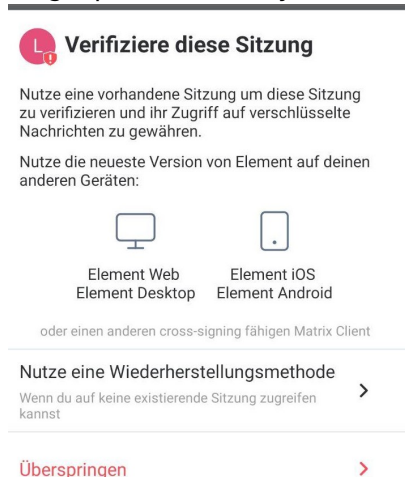 L Verifiziere diese Sitzung
Nutze eine vorhandene Sitzung um diese Sitzung
zu verifizieren und ihr Zugriff auf verschlüsselte
Nachrichten zu gewähren.
Nutze die neueste Version von Element auf deinen
anderen Geräten:
Element Web Element iOS
Element Desktop Element Android
oder einen anderen cross-signing fähigen Matrix Client
Nutze eine Wiederherstellungsmethode
Wenn du auf keine existierende Sitzung zugreifen
kannst
Überspringen